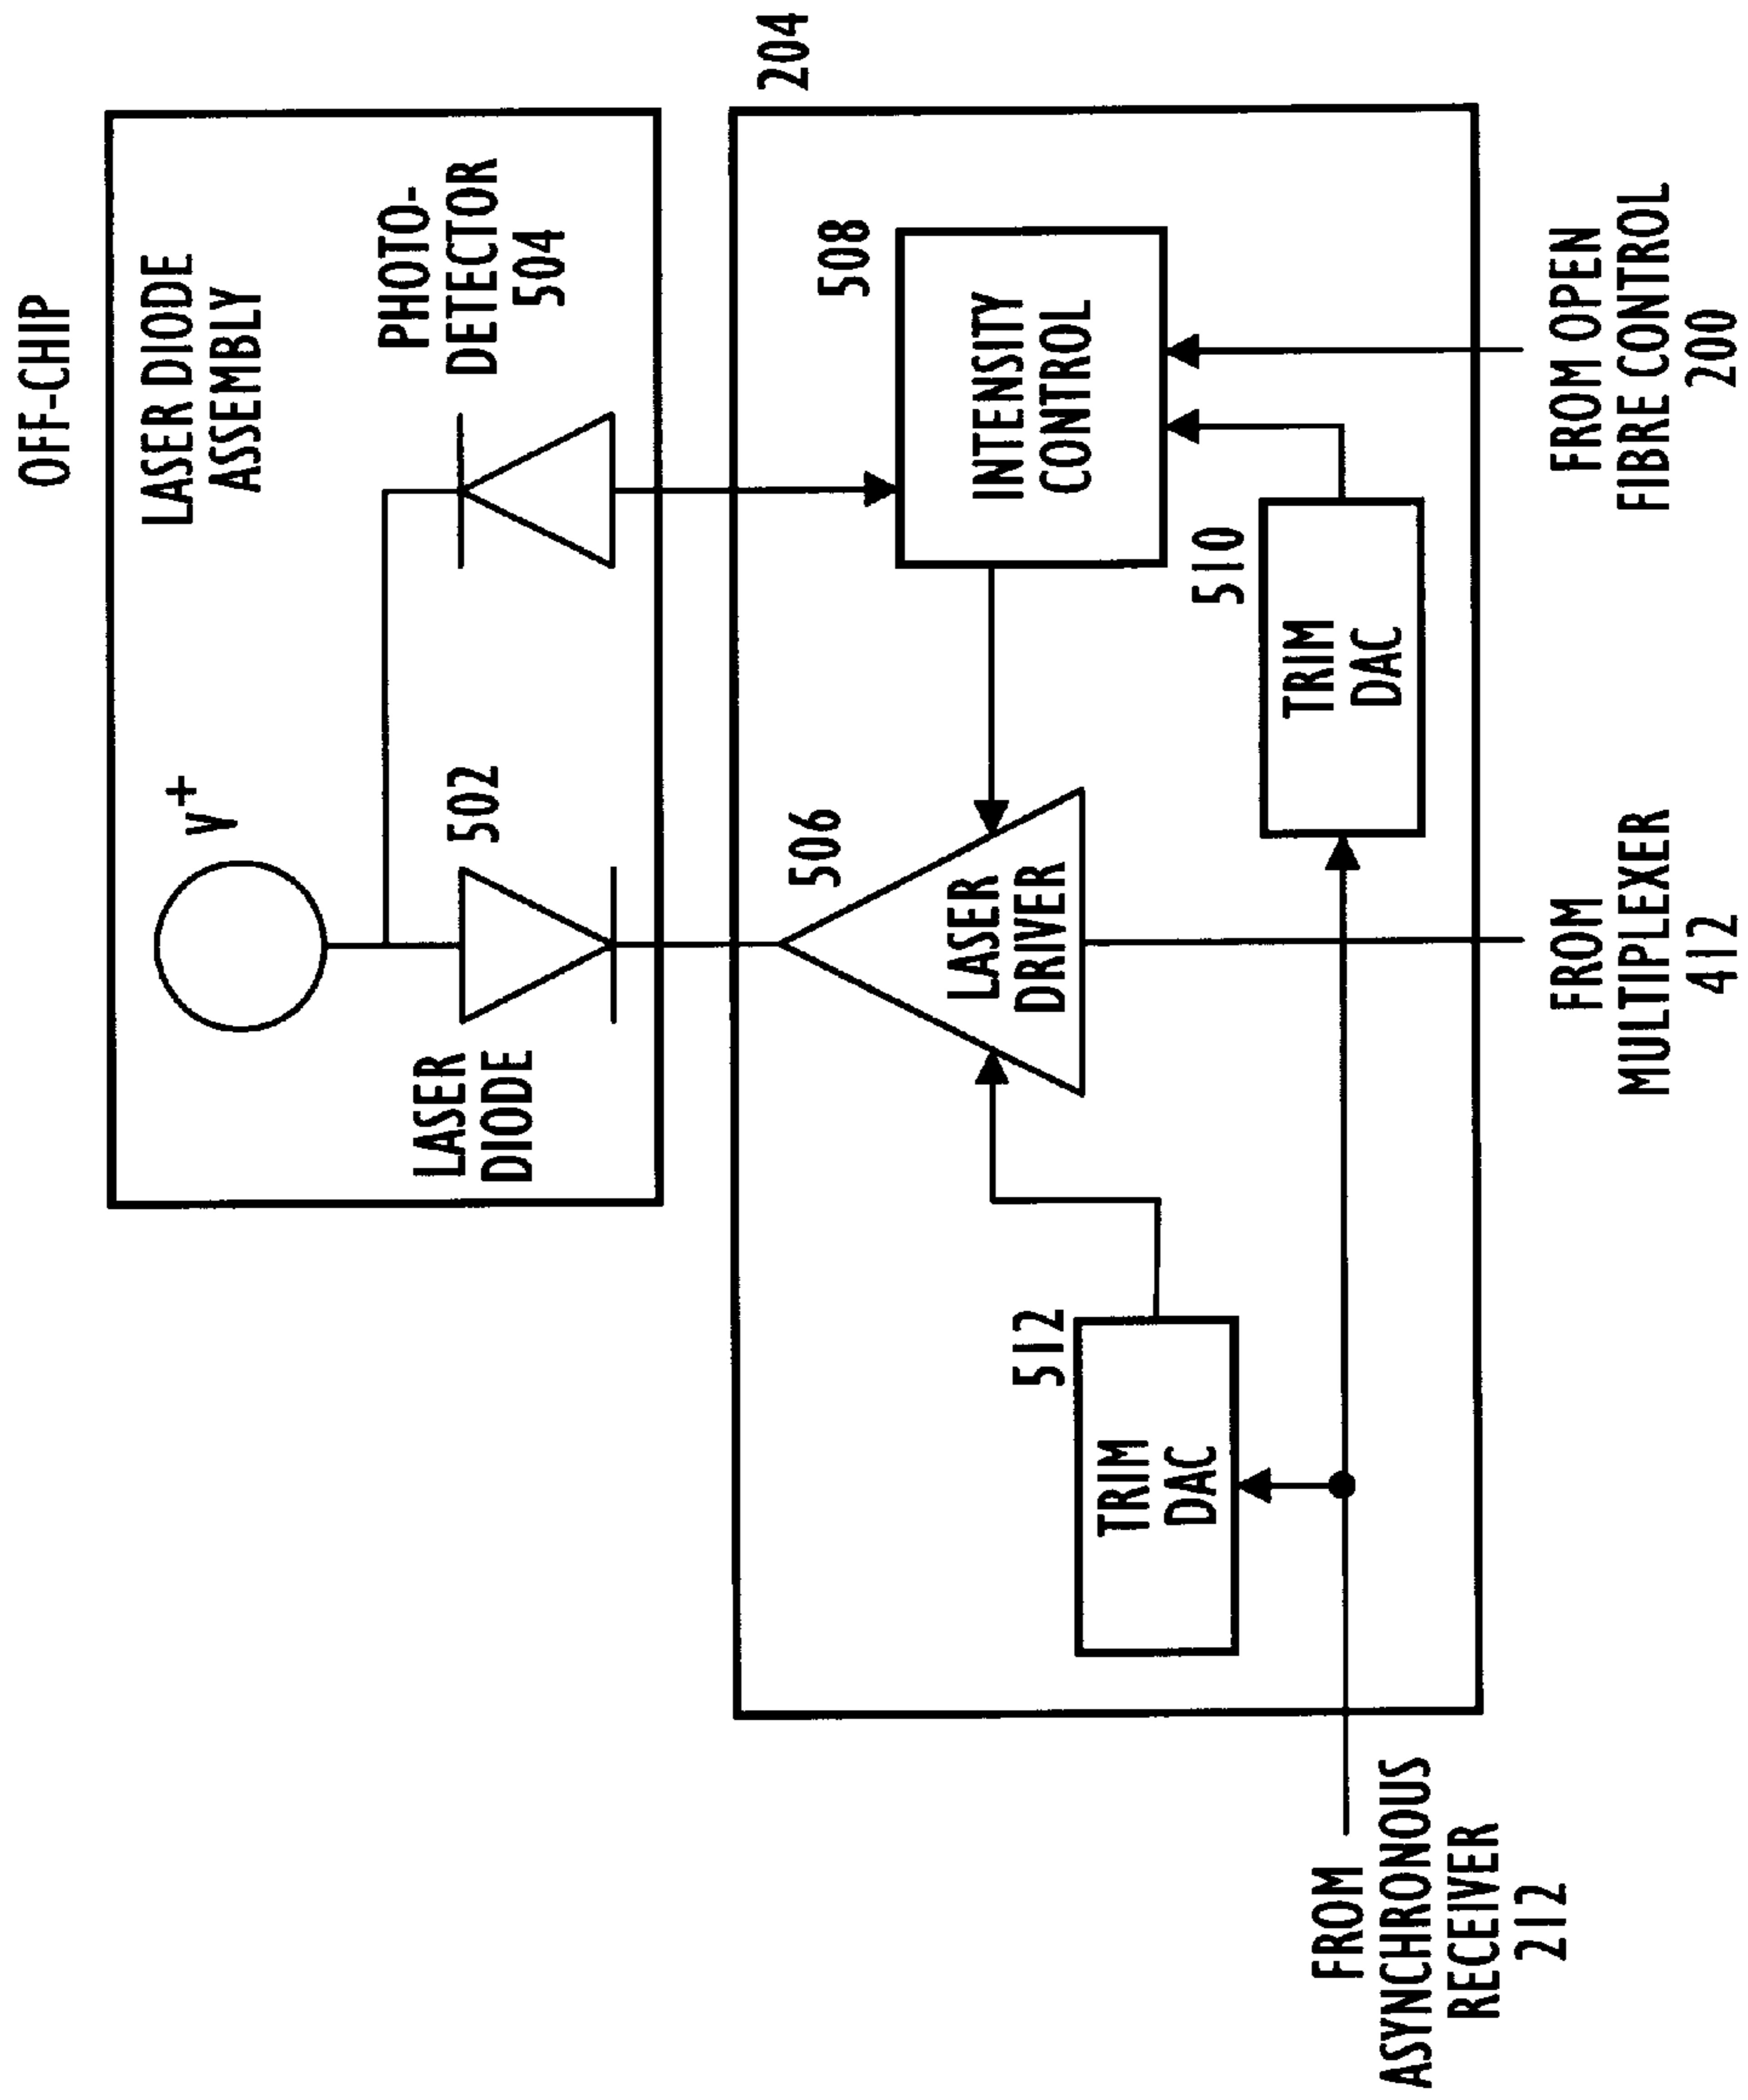 OFF-CHIP
LASER DIODE
ASSEMBLY
V+
PHOTO-
DETECTOR
504
LASER
DIODE
502
204
506
LASER
DRIVER
508
INTENSITY
CONTROL
512
TRIM
DAC
510
TRIM
DAC
FROM
ASYNCHRONOUS
RECEIVER
212
FROM
MULTIPLEXER
412
FROM OPEN
FIBRE CONTROL
200